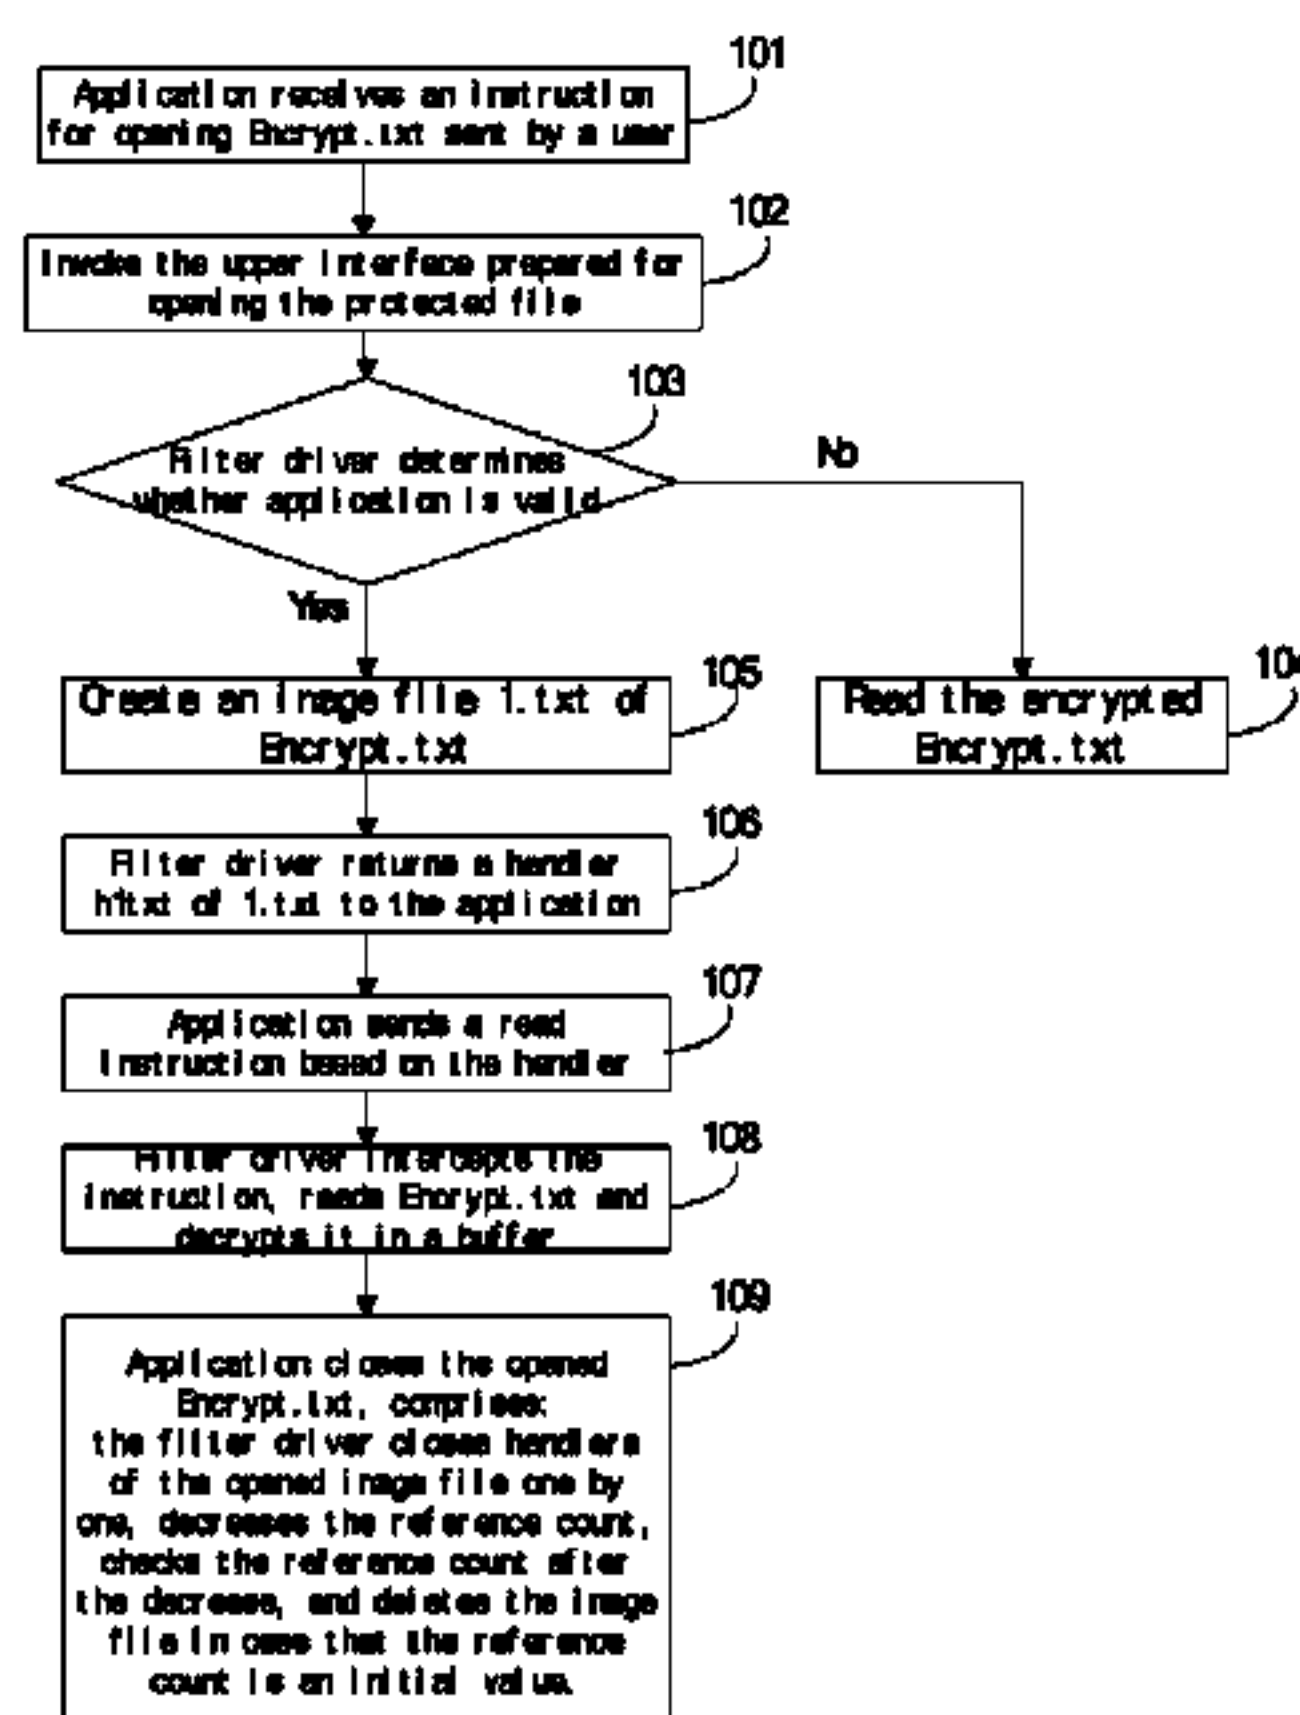 101
Application receives an instruction
for opening Encrypt.txt sent by a user
102
Invoke the upper interface prepared for
opening the protected file
103
Filter driver determines
whether application is valid
No
Yes
105
Create an image file 1.txt of
Encrypt.txt
10
Read the encrypted
Encrypt.txt
106
Filter driver returns a handler
h1txt of 1.txt to the application
107
Application sends a read
instruction based on the handler
108
Filter driver intercepts the
instruction, reads Encrypt.txt and
decrypts it in a buffer
109
Application closes the opened
Encrypt.txt, comprises:
the filter driver closes handlers
of the opened image file one by
one, decreases the reference count,
checks the reference count after
the decrease, and deletes the image
file in case that the reference
count is an initial value.